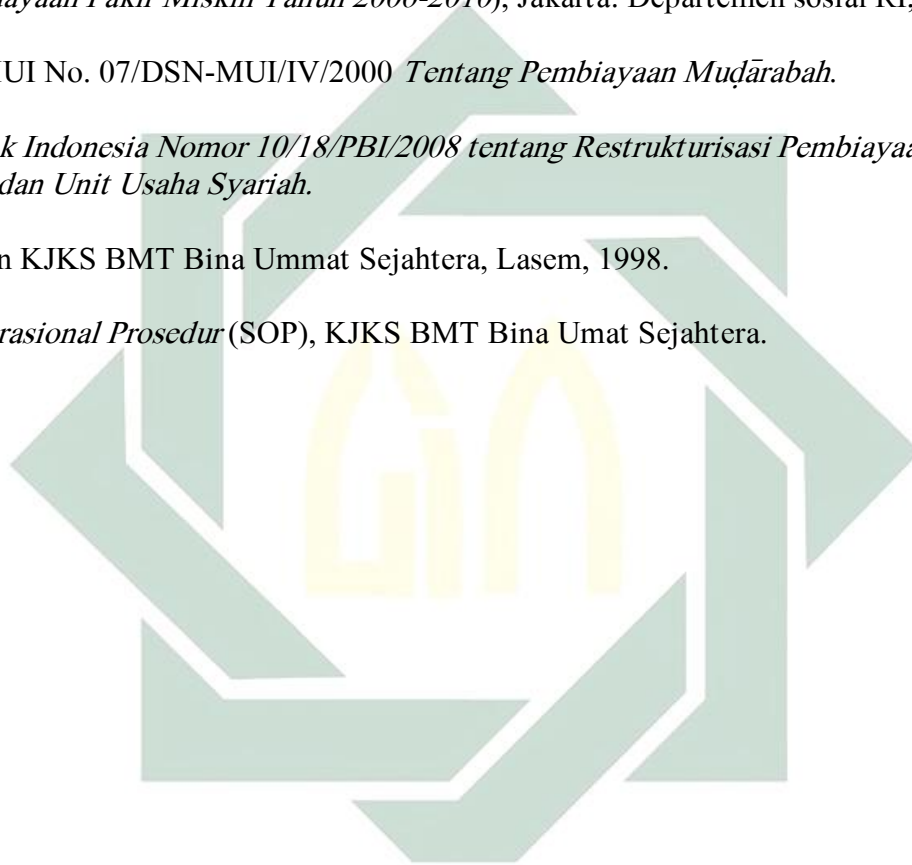 ayaan Fakir Miskin Tahun 2006-2010), Jakarta: Departemen sosial RI,
IUI No. 07/DSN-MUI/IV/2000 Tentang Pembiayaan Muḍārabah.
k Indonesia Nomor 10/18/PBI/2008 tentang Restrukturisasi Pembiayaa
dan Unit Usaha Syariah.
n KJKS BMT Bina Ummat Sejahtera, Lasem, 1998.
rasional Prosedur (SOP), KJKS BMT Bina Umat Sejahtera.